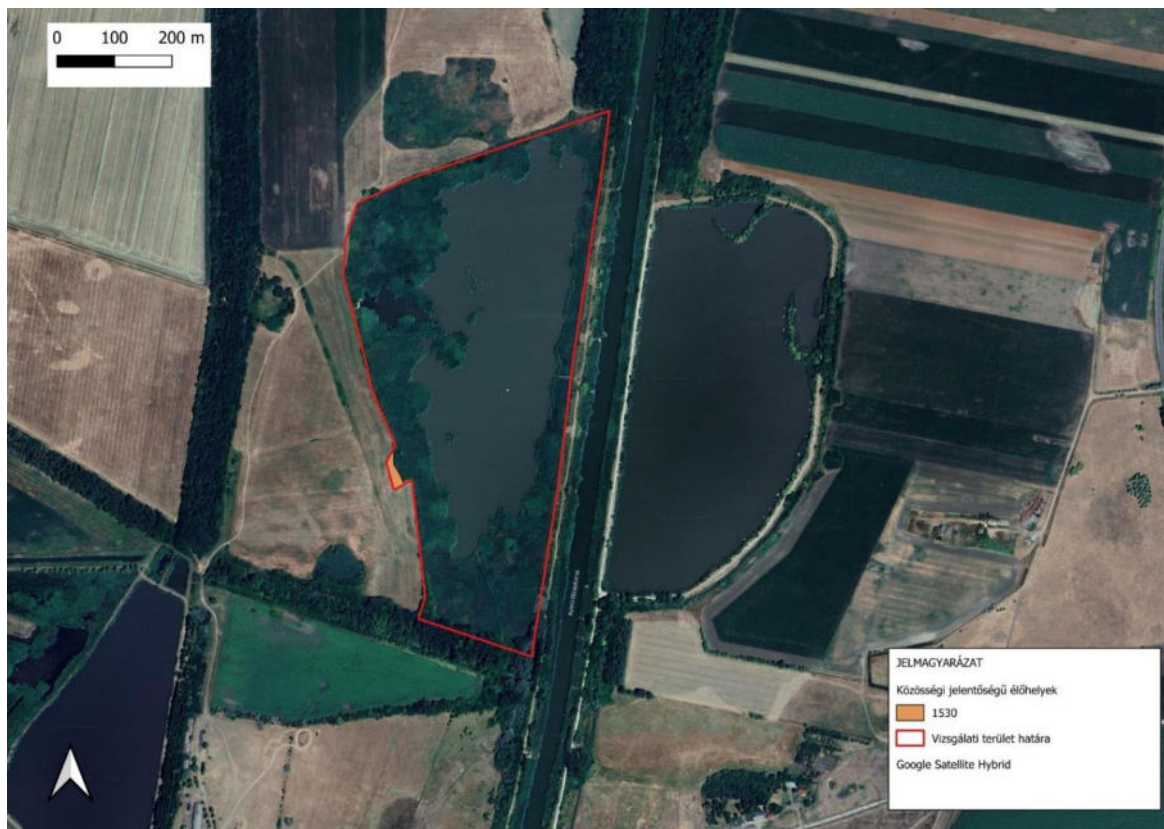 0 100 200 m
JELMAGYARÁZAT
Közösségi jelentőségű élőhelyek
1530
Vizsgálati terület határa
Google Satellite Hybrid